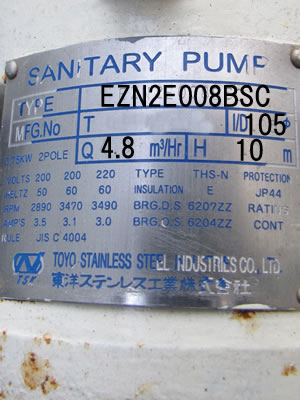 SANITARY PUMP
TYPE EZN2E008BSC
MFG.No T I/D 105
0.75KW 2POLE Q 4.8 m³/Hr H 10 m
VOLTS 200 200 220 TYPE THS-N PROTECTION
HELTZ 50 60 60 INSULATION E JP44
RPM 2890 3470 3490 BRG.D.S 6207ZZ RATING
AMP'S 3.5 3.1 3.0 BRG.O.S 6204ZZ CONT
RULE JIS C 4004
TSK TOYO STAINLESS STEEL INDUSTRIES CO. LTD.
東洋ステンレス工業株式会社